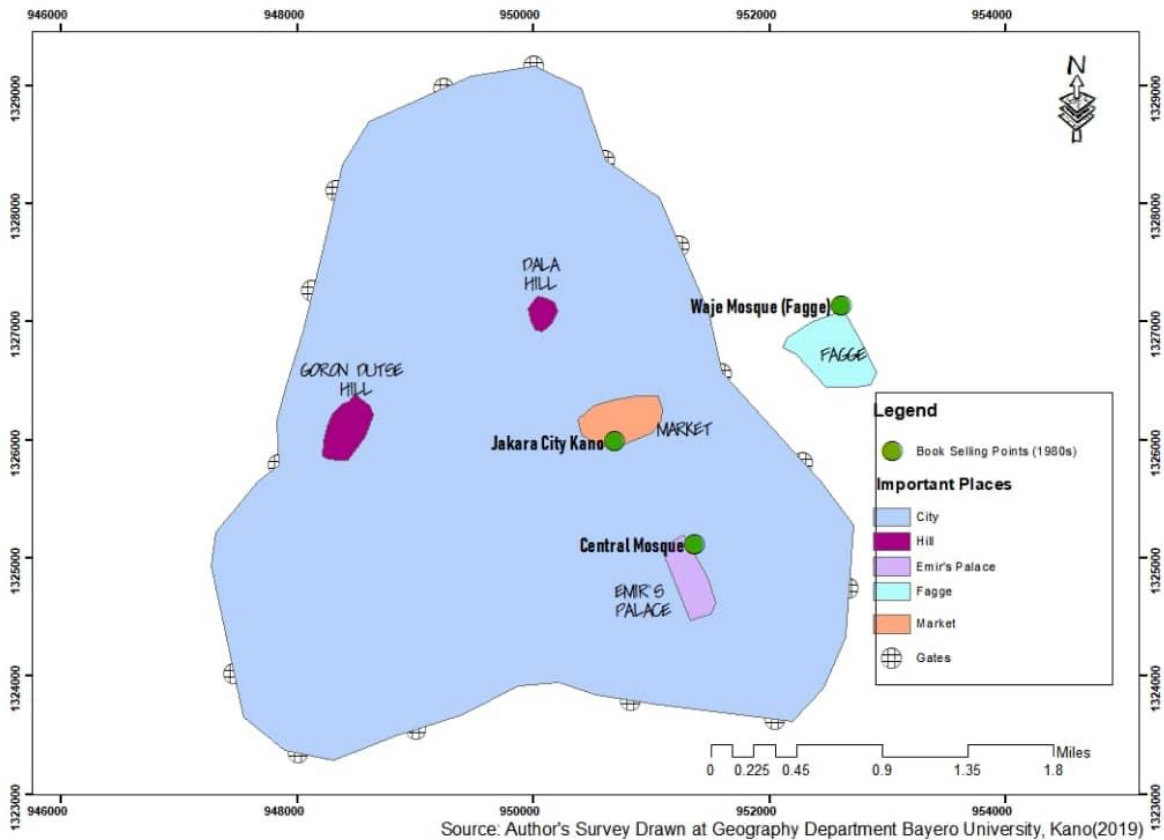 946000 948000 950000 952000 954000
N
1329000 1329000
1328000 1328000
DALA
HILL
Waje Mosque (Fagge)
1327000 1327000
FAGGE
GORON DUTSE
HILL
MARKET
Jakara City Kano
1326000 1326000
Central Mosque
1325000 1325000
EMIR'S
PALACE
1324000 1324000
1323000 1323000
Legend
Book Selling Points (1980s)
Important Places
City
Hill
Emir's Palace
Fagge
Market
Gates
Miles
0 0.225 0.45 0.9 1.35 1.8
946000 948000 950000 952000 954000
Source: Author's Survey Drawn at Geography Department Bayero University, Kano(2019)